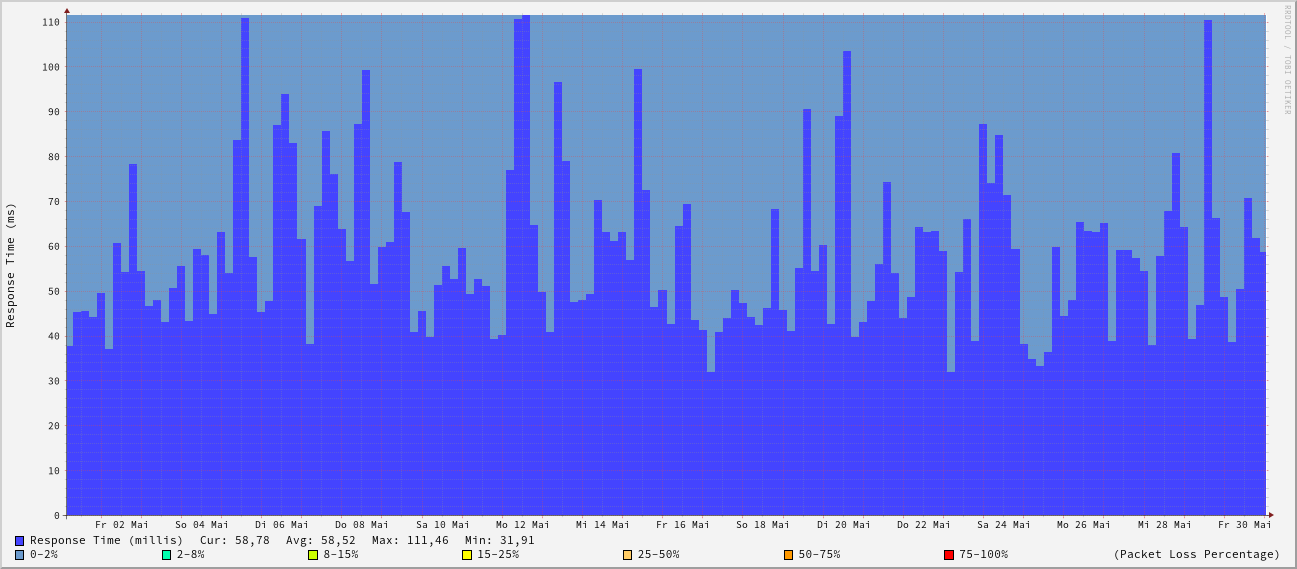 RRDTOOL / TOBI OETIKER
Response Time (ms)
110
100
90
80
70
60
50
40
30
20
10
0
Fr 02 Mai So 04 Mai Di 06 Mai Do 08 Mai Sa 10 Mai Mo 12 Mai Mi 14 Mai Fr 16 Mai So 18 Mai Di 20 Mai Do 22 Mai Sa 24 Mai Mo 26 Mai Mi 28 Mai Fr 30 Mai
Response Time (millis) Cur: 58,78 Avg: 58,52 Max: 111,46 Min: 31,91
0-2% 2-8% 8-15% 15-25% 25-50% 50-75% 75-100% (Packet Loss Percentage)